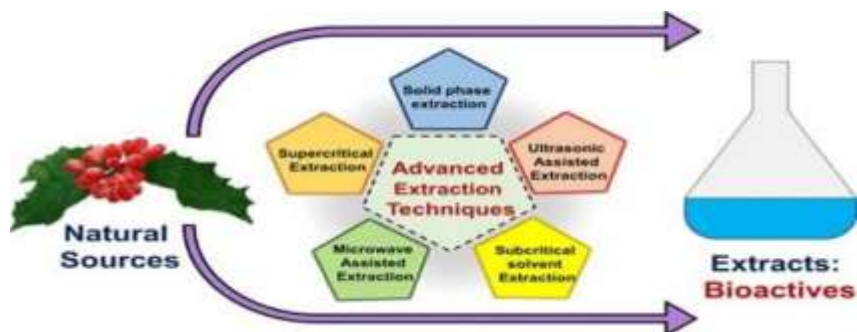 Solid phase
extraction
Supercritical
Extraction
Ultrasonic
Assisted
Extraction
Advanced
Extraction
Techniques
Microwave
Assisted
Extraction
Subcritical
solvent
Extraction
Natural
Sources
Extracts:
Bioactives